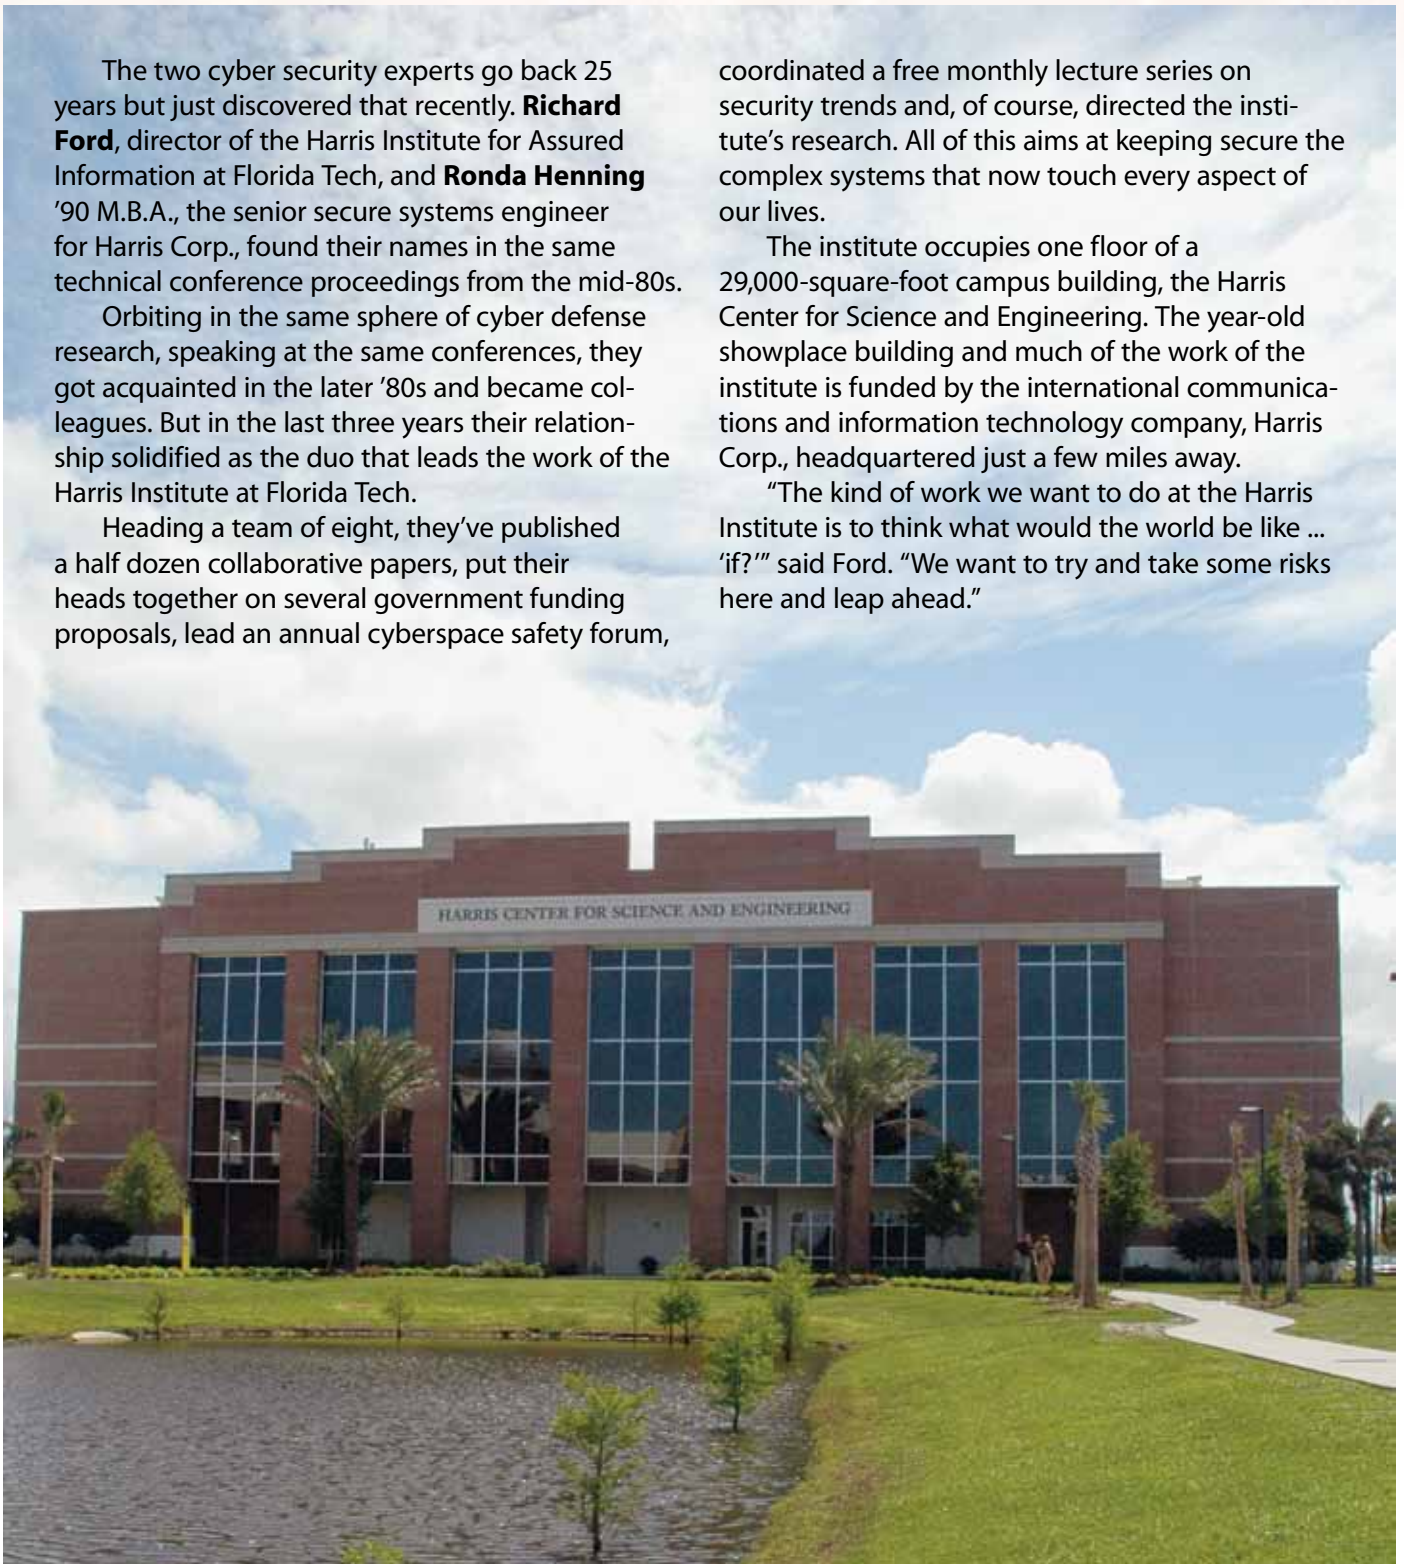 The two cyber security experts go back 25
years but just discovered that recently. Richard
Ford, director of the Harris Institute for Assured
Information at Florida Tech, and Ronda Henning
’90 M.B.A., the senior secure systems engineer
for Harris Corp., found their names in the same
technical conference proceedings from the mid-80s.
Orbiting in the same sphere of cyber defense
research, speaking at the same conferences, they
got acquainted in the later ’80s and became col-
leagues. But in the last three years their relation-
ship solidified as the duo that leads the work of the
Harris Institute at Florida Tech.
Heading a team of eight, they’ve published
a half dozen collaborative papers, put their
heads together on several government funding
proposals, lead an annual cyberspace safety forum,
coordinated a free monthly lecture series on
security trends and, of course, directed the insti-
tute’s research. All of this aims at keeping secure the
complex systems that now touch every aspect of
our lives.
The institute occupies one floor of a
29,000-square-foot campus building, the Harris
Center for Science and Engineering. The year-old
showplace building and much of the work of the
institute is funded by the international communica-
tions and information technology company, Harris
Corp., headquartered just a few miles away.
“The kind of work we want to do at the Harris
Institute is to think what would the world be like ...
‘if?’” said Ford. “We want to try and take some risks
here and leap ahead.”
HARRIS CENTER FOR SCIENCE AND ENGINEERING